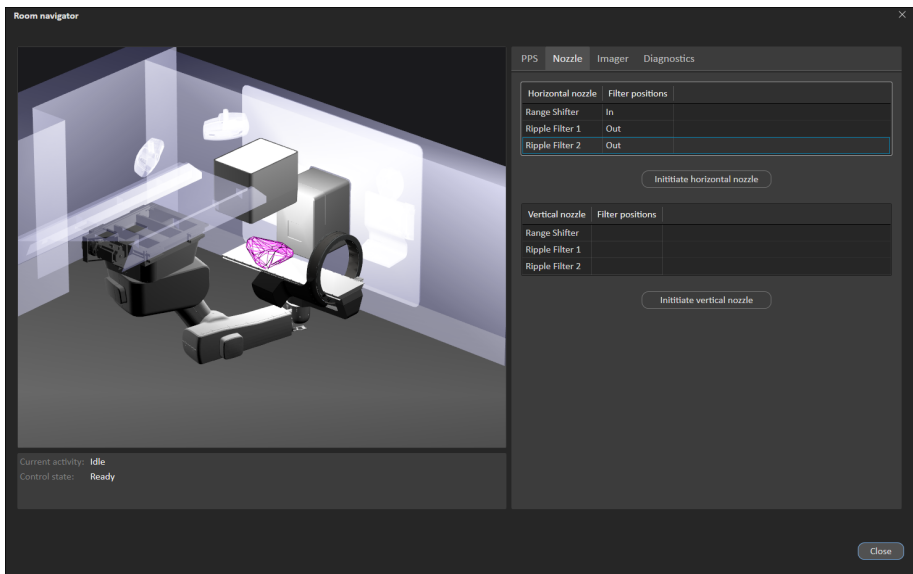 Room navigator
PPS Nozzle Imager Diagnostics
Horizontal nozzle Filter positions
Range Shifter In
Ripple Filter 1 Out
Ripple Filter 2 Out
Inititiate horizontal nozzle
Vertical nozzle Filter positions
Range Shifter
Ripple Filter 1
Ripple Filter 2
Inititiate vertical nozzle
Current activity: Idle
Control state: Ready
Close